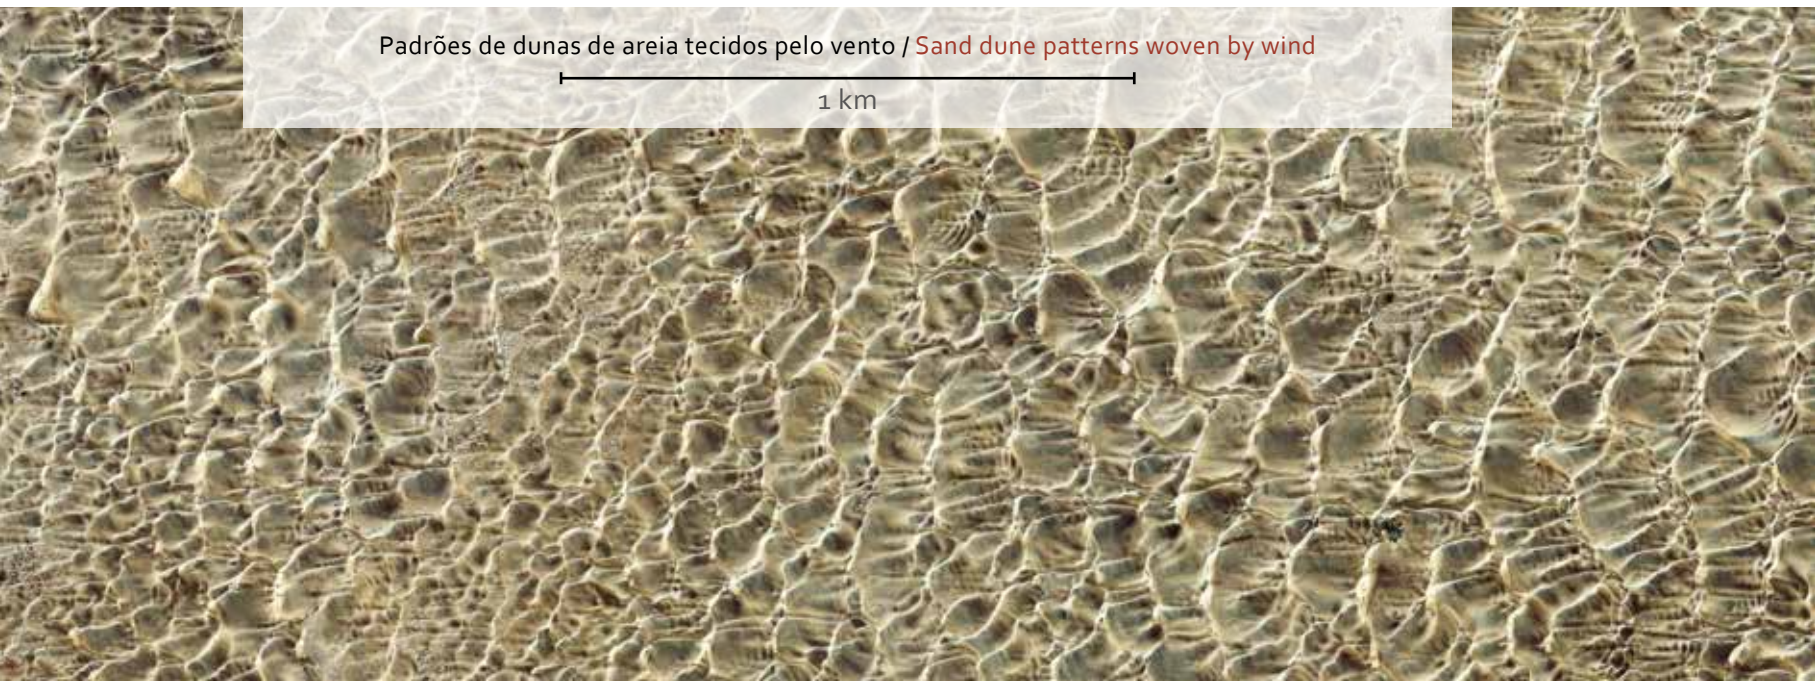 Padrões de dunas de areia tecidos pelo vento / Sand dune patterns woven by wind
1 km